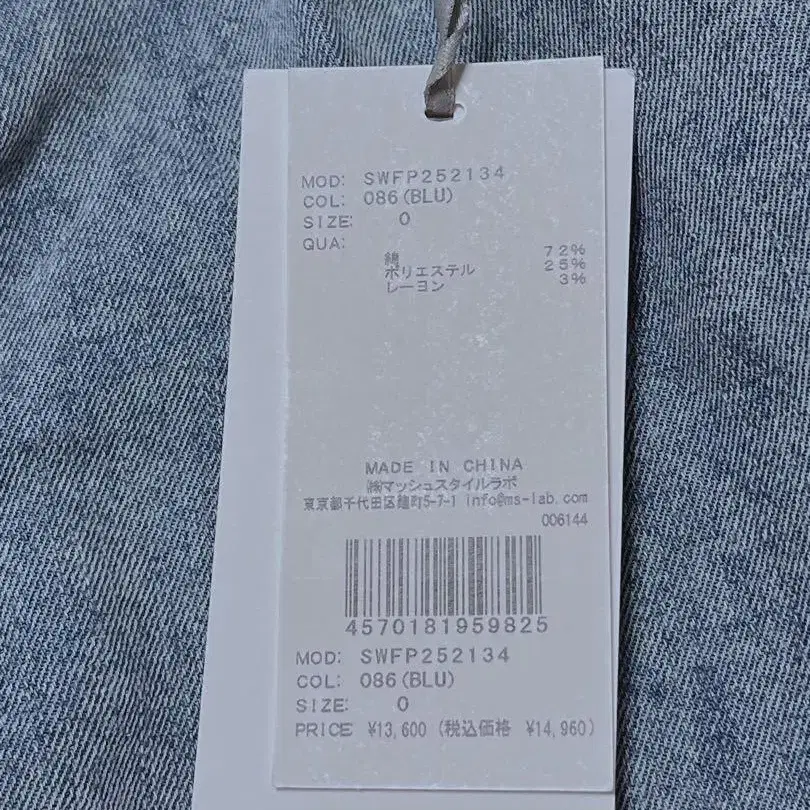 MOD: SWFP252134
COL: 086(BLU)
SIZE: 0
QUA:
綿 72%
ポリエステル 25%
レーヨン 3%
MADE IN CHINA
㈱マッシュスタイルラボ
東京都千代田区麹町5-7-1 info@ms-lab.com
006144
4570181959825
MOD: SWFP252134
COL: 086(BLU)
SIZE: 0
PRICE ¥13,600 (税込価格 ¥14,960)